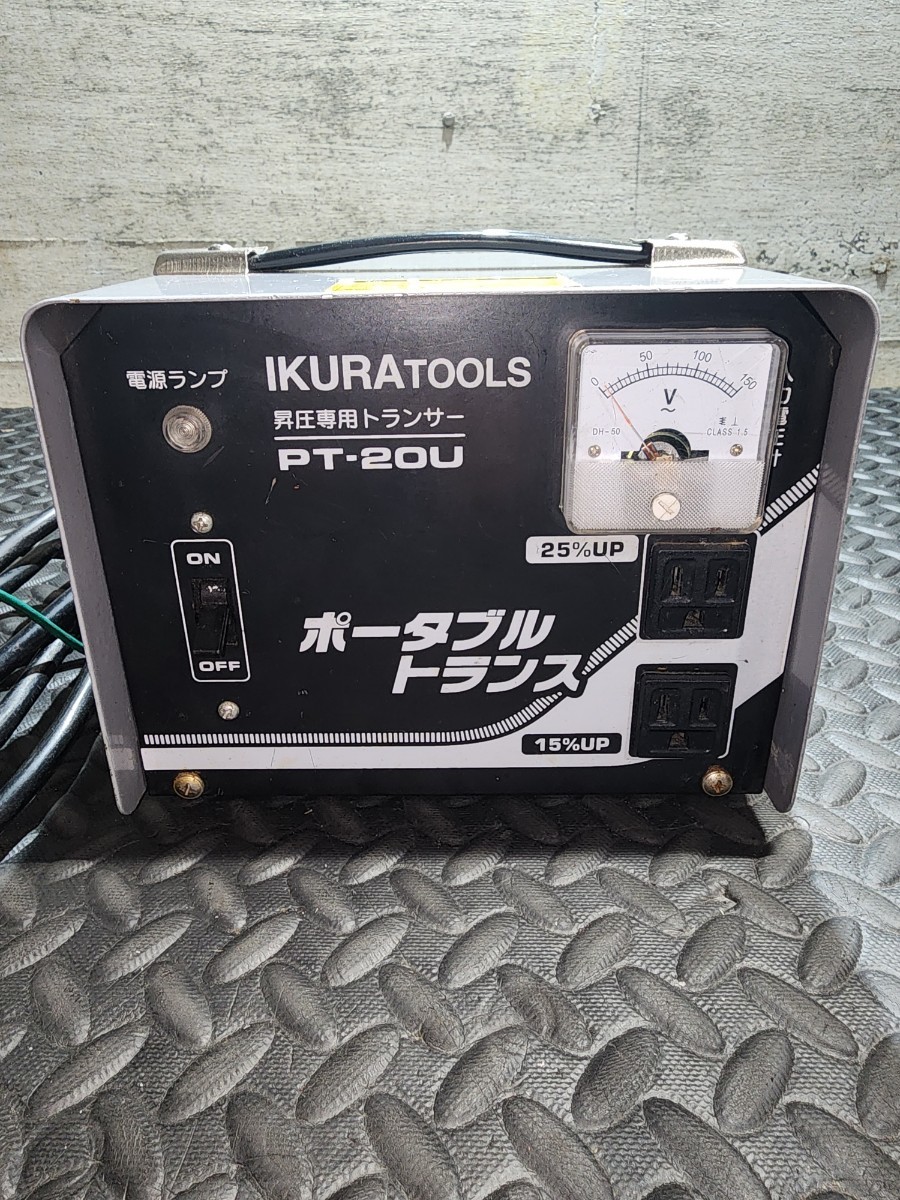 電源ランプ
IKURATOOLS
昇圧専用トランサー
PT-20U
0 50 100 150
V
DH-50
CLASS 1.5
ON
OFF
25%UP
ポータブル
トランス
15%UP